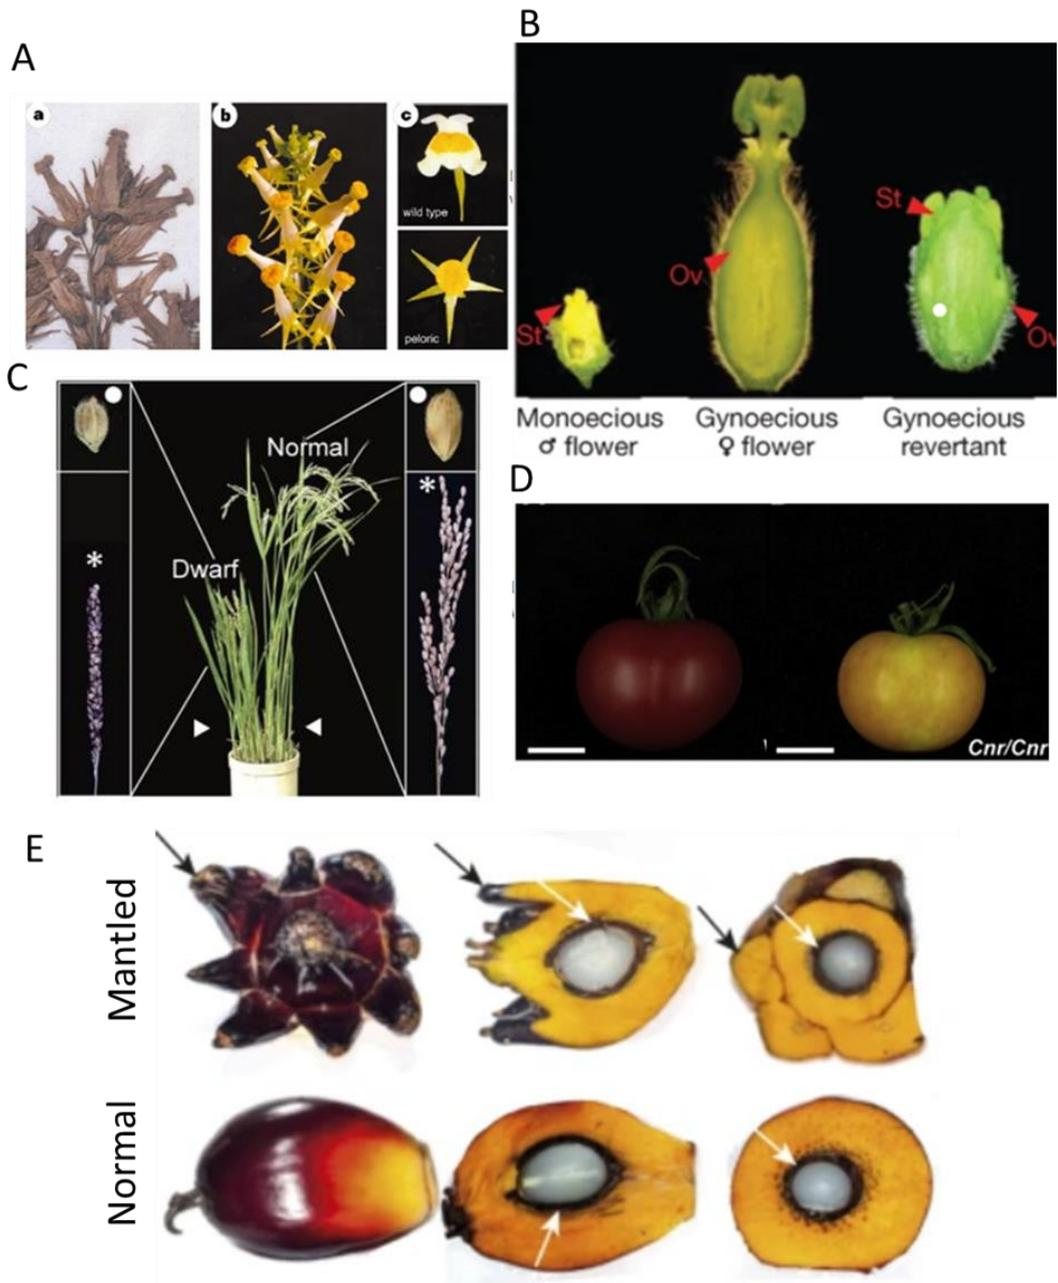 A
a
b
c
wild type
peloric
B
St
Ov
St
Ov
Monoecious
♂ flower
Gynoecious
♀ flower
Gynoecious
revertant
C
Normal
*
*
Dwarf
D
Cnr/Cnr
E
Mantled
Normal